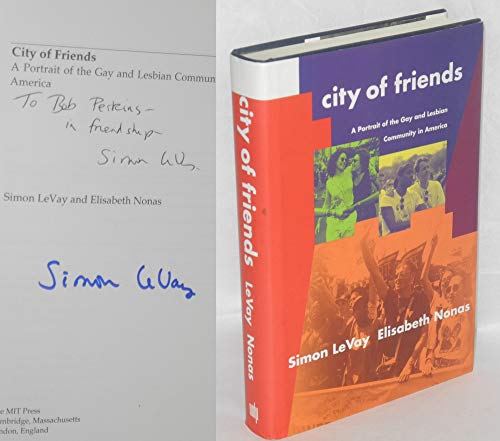 City of Friends
A Portrait of the Gay and Lesbian Commun
America
To Bob Perkins –
in friendship –
Simon LeVay
Simon LeVay and Elisabeth Nonas
Simon LeVay
MIT Press
mbridge, Massachusetts
ndon, England
city of friends
LeVay Nonas
city of friends
A Portrait of the Gay and Lesbian
Community in America
Simon LeVay Elisabeth Nonas